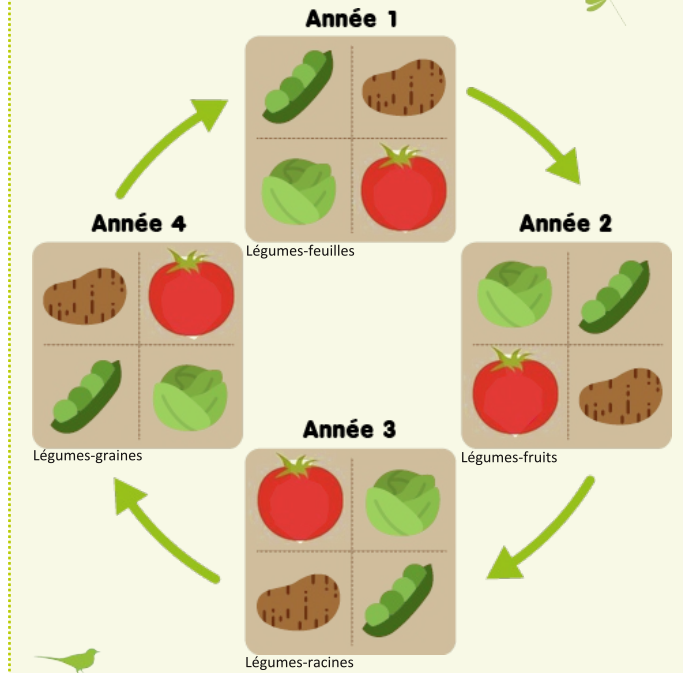 Année 1
Légumes-feuilles
Année 2
Légumes-fruits
Année 3
Légumes-racines
Année 4
Légumes-graines